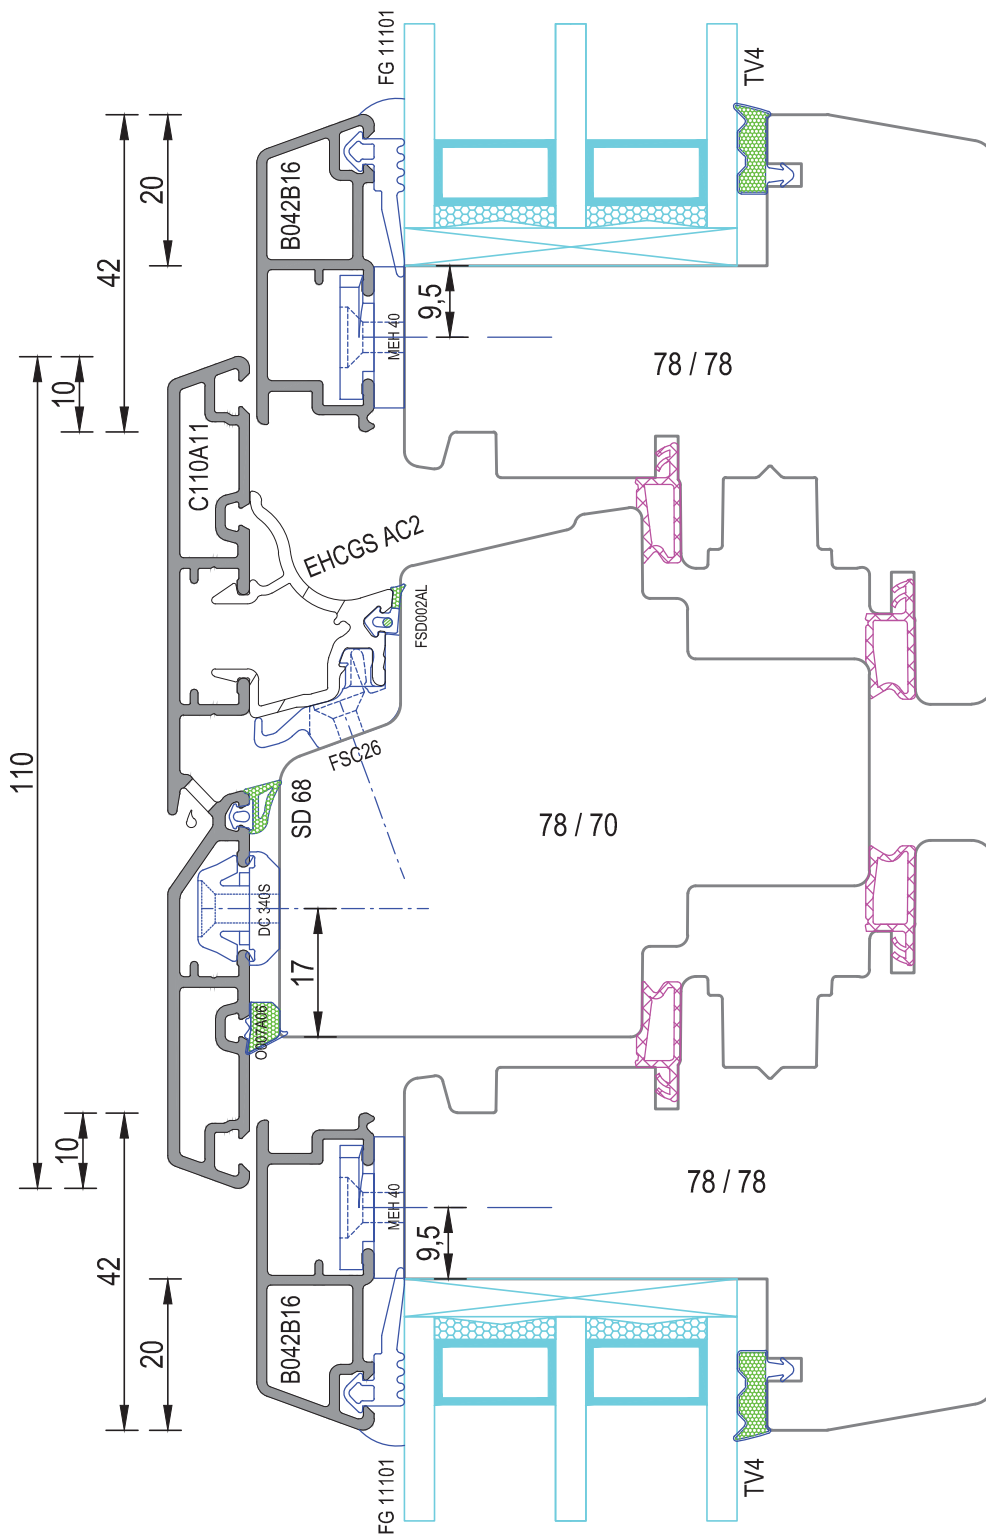 FG 11101
TV4
20
42
B042B16
9,5
MEH 40
78 / 78
10
C110A11
EHCGS AC2
FSD002AL
FSC26
110
SD 68
78 / 70
DC 340S
17
O007A06
10
78 / 78
MEH 40
9,5
42
20
B042B16
FG 11101
TV4